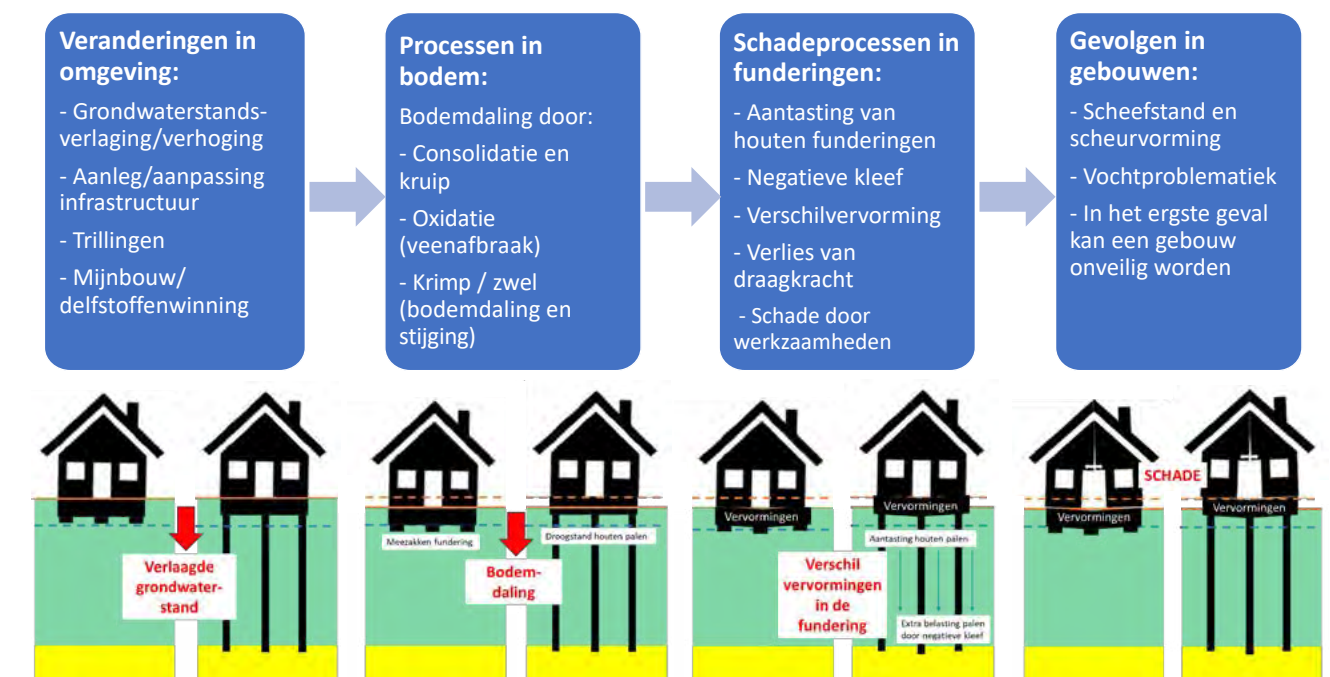 Veranderingen in
omgeving:
- Grondwaterstands-
verlaging/verhoging
- Aanleg/aanpassing
infrastructuur
- Trillingen
- Mijnbouw/
delfstoffenwinning
Processen in
bodem:
Bodemdaling door:
- Consolidatie en
kruip
- Oxidatie
(veenafbraak)
- Krimp / zwel
(bodemdaling en
stijging)
Schadeprocessen in
funderingen:
- Aantasting van
houten funderingen
- Negatieve kleef
- Verschilvervorming
- Verlies van
draagkracht
- Schade door
werkzaamheden
Gevolgen in
gebouwen:
- Scheefstand en
scheurvorming
- Vochtproblematiek
- In het ergste geval
kan een gebouw
onveilig worden
Verlaagde
grondwater-
stand
Meezakken fundering
Droogstand houten palen
Bodem-
daling
Vervormingen
Vervormingen
Aantasting houten palen
Verschil
vervormingen
in de
fundering
Extra belasting palen
door negatieve kleef
SCHADE
Vervormingen
Vervormingen